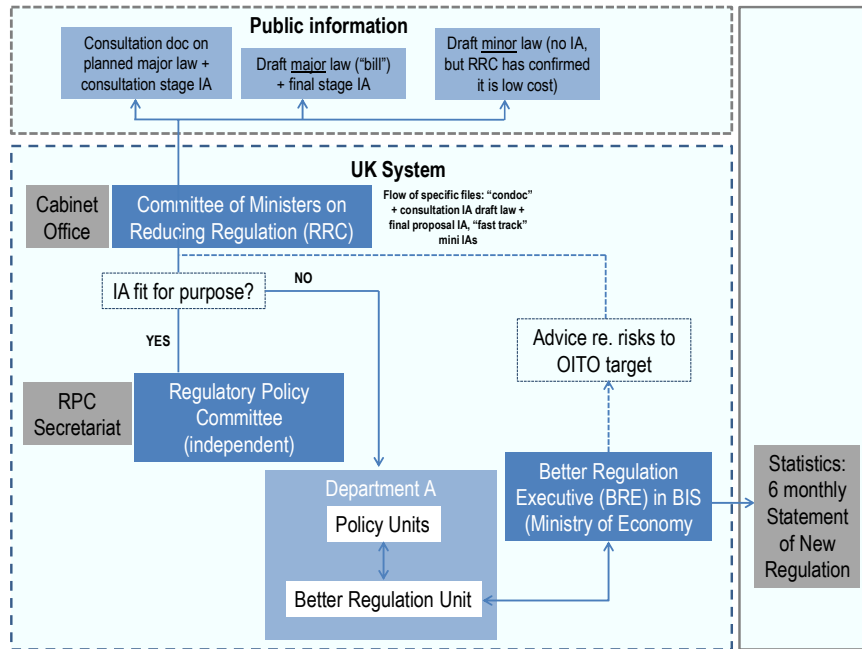 Public information
Consultation doc on
planned major law +
consultation stage IA
Draft major law (“bill”)
+ final stage IA
Draft minor law (no IA,
but RRC has confirmed
it is low cost)
UK System
Cabinet
Office
Committee of Ministers on
Reducing Regulation (RRC)
Flow of specific files: “condoc”
+ consultation IA draft law +
final proposal IA, “fast track”
mini IAs
IA fit for purpose?
NO
YES
Advice re. risks to
OITO target
RPC
Secretariat
Regulatory Policy
Committee
(independent)
Department A
Policy Units
Better Regulation Unit
Better Regulation
Executive (BRE) in BIS
(Ministry of Economy
Statistics:
6 monthly
Statement
of New
Regulation